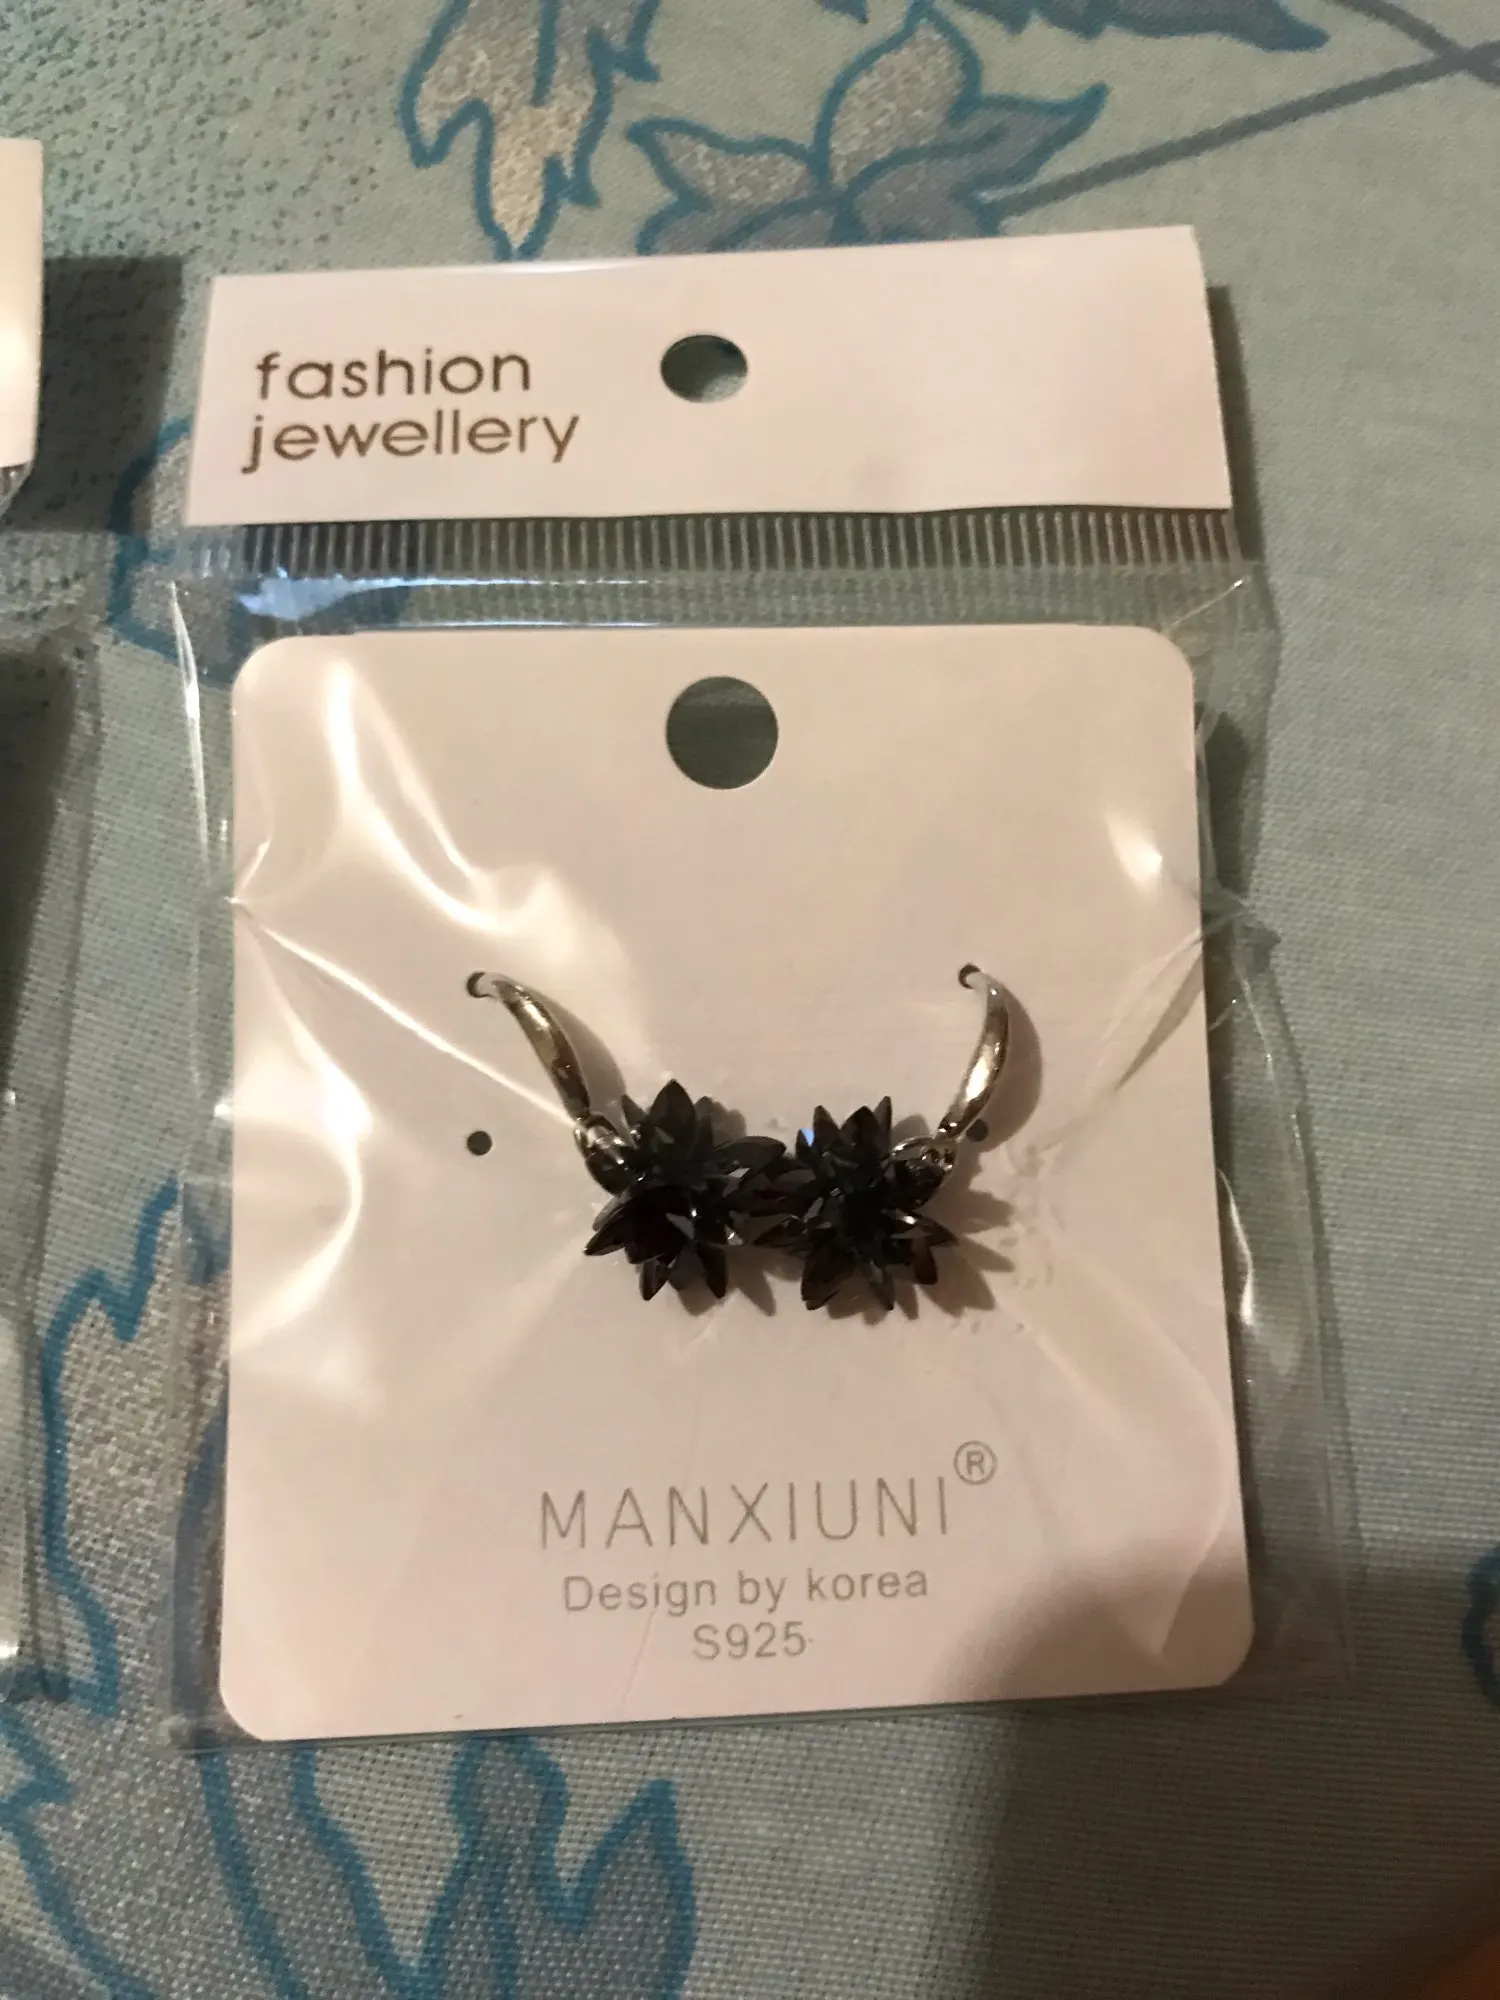 fashion
jewellery
MANXIUNI®
Design by korea
S925